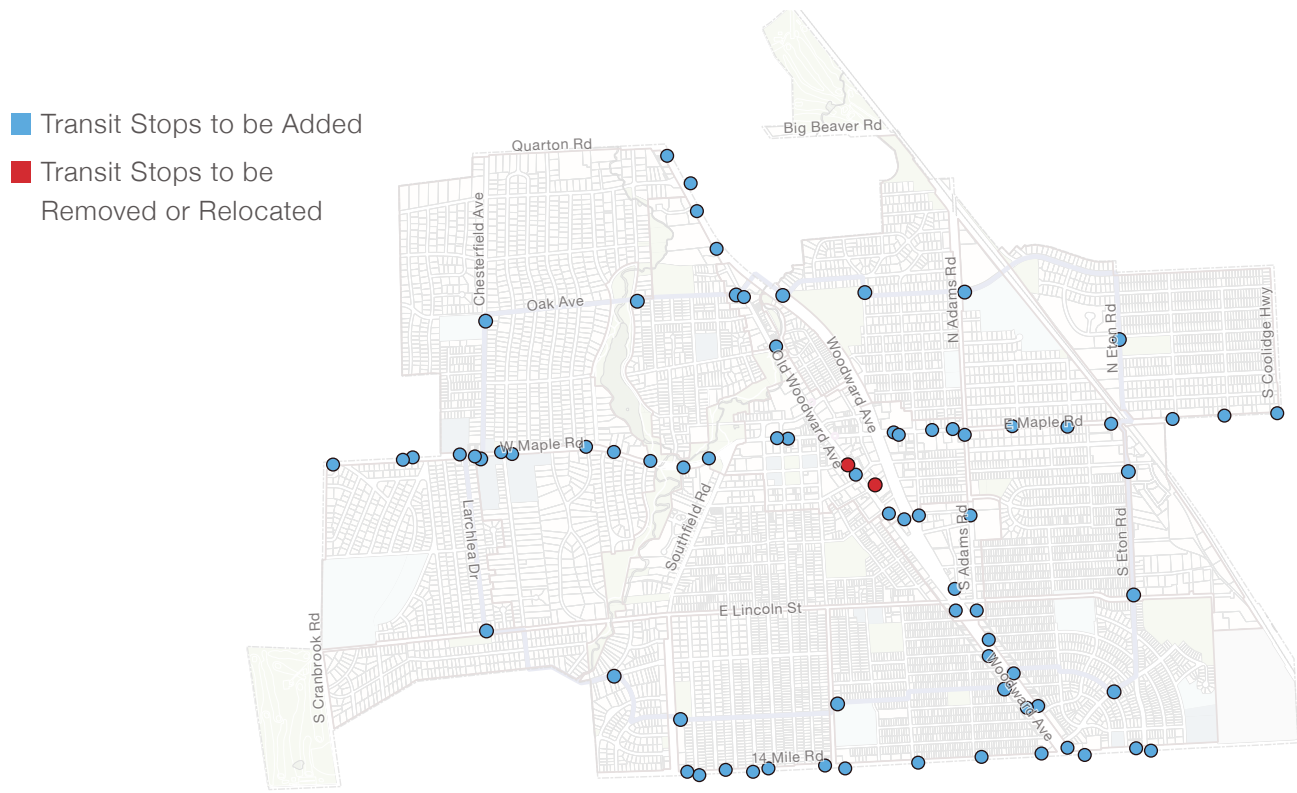 Transit Stops to be Added
Transit Stops to be
Removed or Relocated
Big Beaver Rd
Quarton Rd
Chesterfield Ave
Oak Ave
N Adams Rd
N Eton Rd
S Coolidge Hwy
Woodward Ave
Old Woodward Ave
E Maple Rd
W Maple Rd
Larchlea Dr
Southfield Rd
S Adams Rd
S Eton Rd
E Lincoln St
S Cranbrook Rd
Woodward Ave
14 Mile Rd